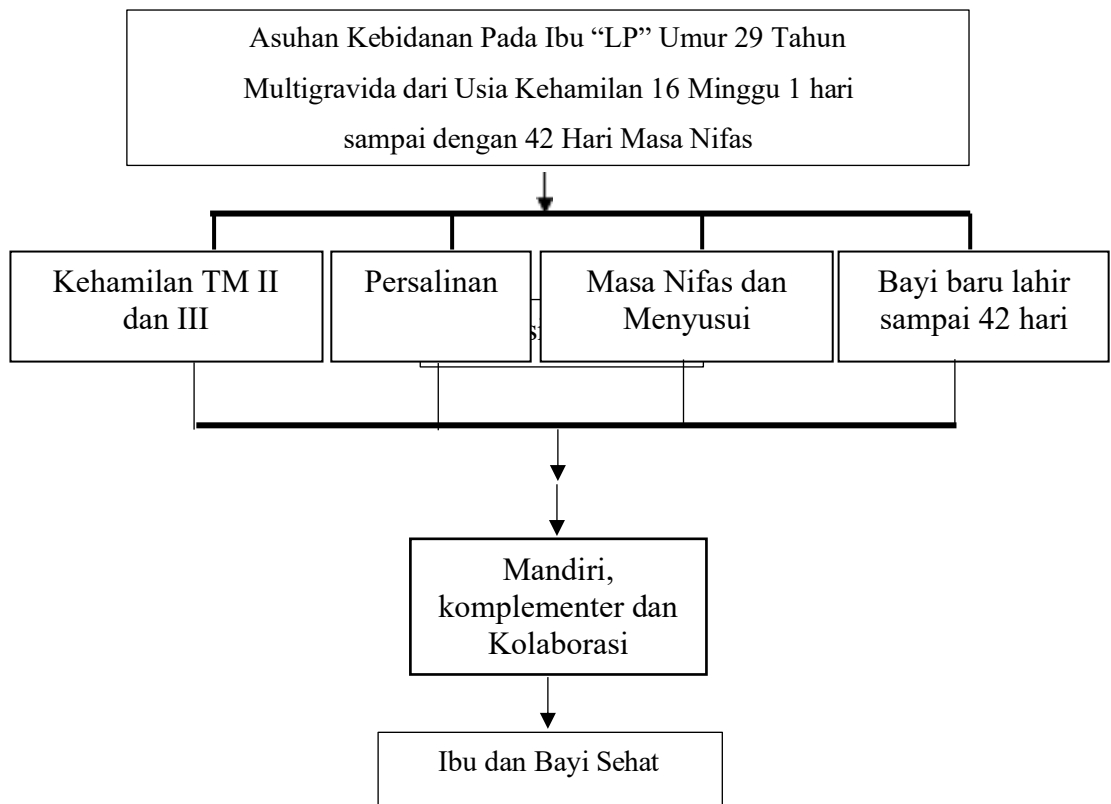 Asuhan Kebidanan Pada Ibu “LP” Umur 29 Tahun
Multigravida dari Usia Kehamilan 16 Minggu 1 hari
sampai dengan 42 Hari Masa Nifas
Kehamilan TM II
dan III
Persalinan
Masa Nifas dan
Menyusui
Bayi baru lahir
sampai 42 hari
Mandiri,
komplementer dan
Kolaborasi
Ibu dan Bayi Sehat